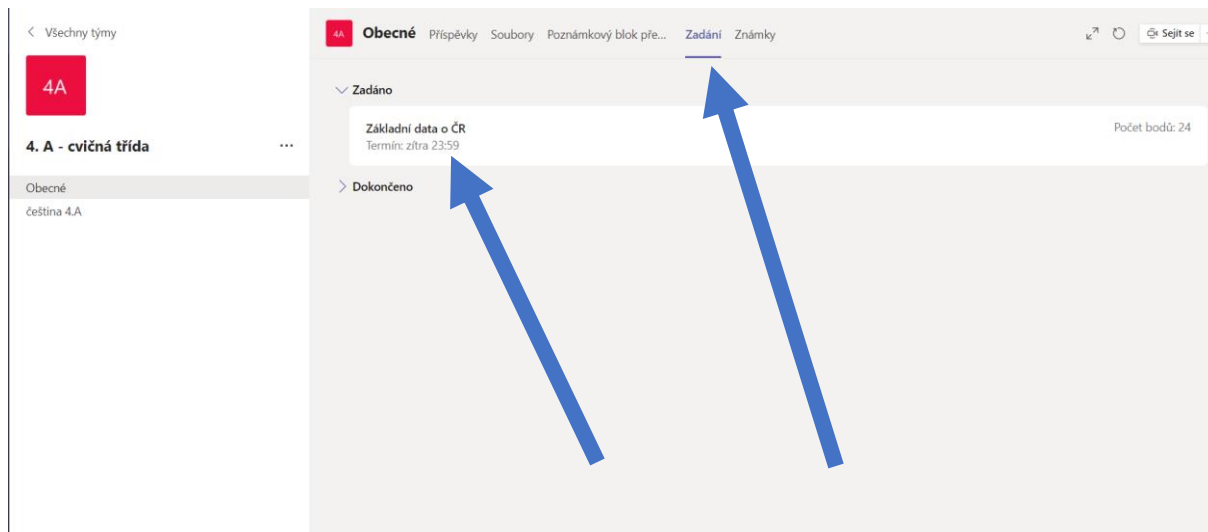 Všechny týmy
4A
4. A - cvičná třída
Obecné
čeština 4.A
4A Obecné Příspěvky Soubory Poznámkový blok pře... Zadání Známky Sejít se
Zadáno
Základní data o ČR Počet bodů: 24
Termín: zítra 23:59
Dokončeno